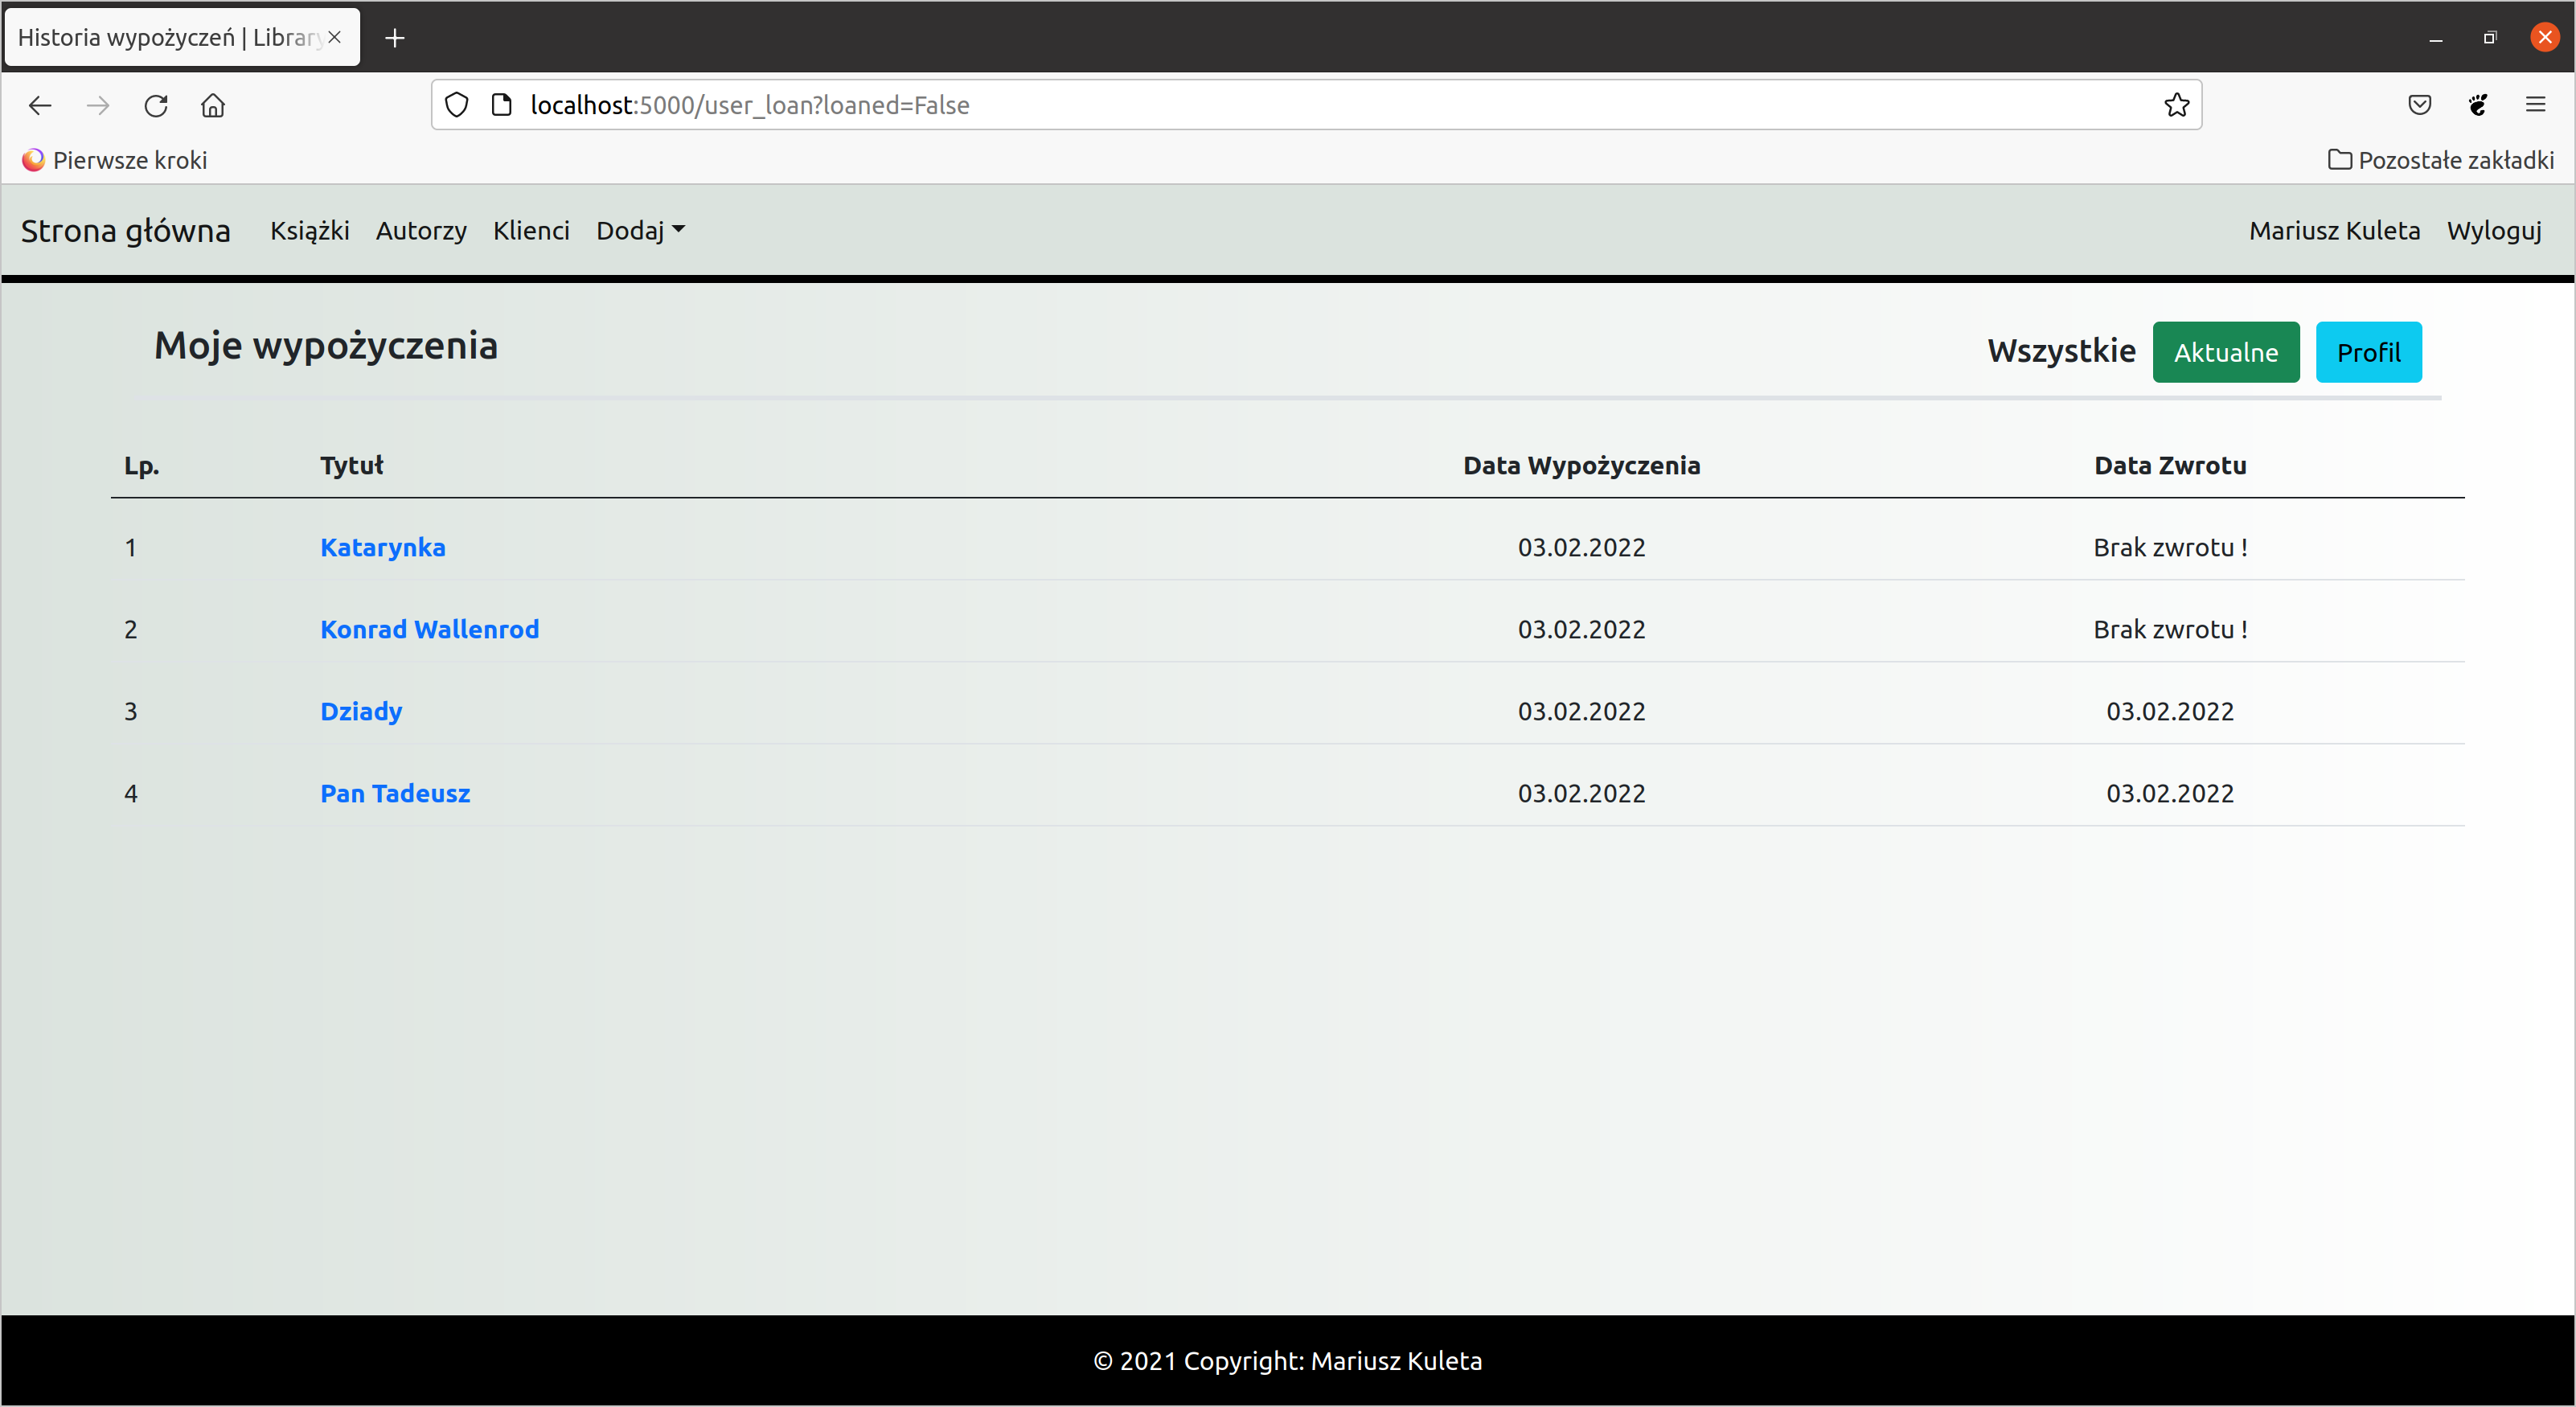 Historia wypożyczeń | Library
localhost:5000/user_loan?loaned=False
Pierwsze kroki Pozostałe zakładki
Strona główna Książki Autorzy Klienci Dodaj Mariusz Kuleta Wyloguj
Moje wypożyczenia Wszystkie Aktualne Profil
Lp. Tytuł Data Wypożyczenia Data Zwrotu
1 Katarynka 03.02.2022 Brak zwrotu !
2 Konrad Wallenrod 03.02.2022 Brak zwrotu !
3 Dziady 03.02.2022 03.02.2022
4 Pan Tadeusz 03.02.2022 03.02.2022
© 2021 Copyright: Mariusz Kuleta